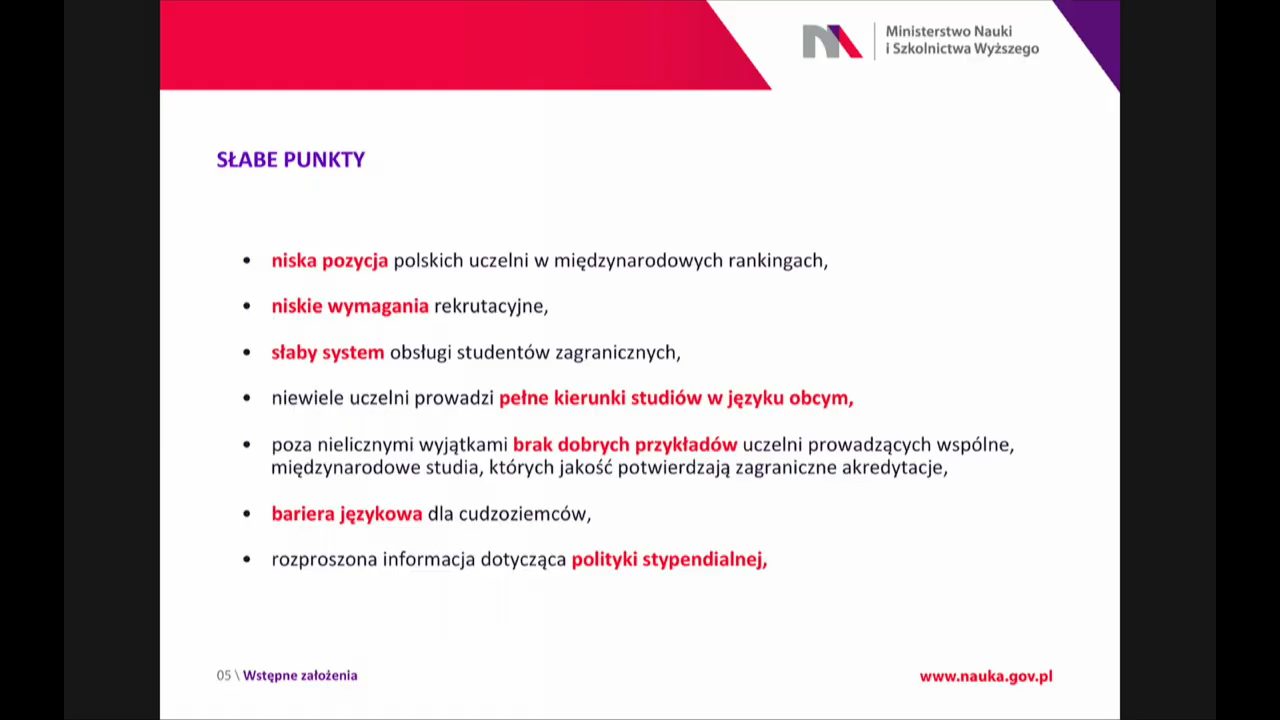 Ministerstwo Nauki
i Szkolnictwa Wyższego
SŁABE PUNKTY
• niska pozycja polskich uczelni w międzynarodowych rankingach,
• niskie wymagania rekrutacyjne,
• słaby system obsługi studentów zagranicznych,
• niewiele uczelni prowadzi pełne kierunki studiów w języku obcym,
• poza nielicznymi wyjątkami brak dobrych przykładów uczelni prowadzących wspólne,
międzynarodowe studia, których jakość potwierdzają zagraniczne akredytacje,
• bariera językowa dla cudzoziemców,
• rozproszona informacja dotycząca polityki stypendialnej,
05 \ Wstępne założenia
www.nauka.gov.pl